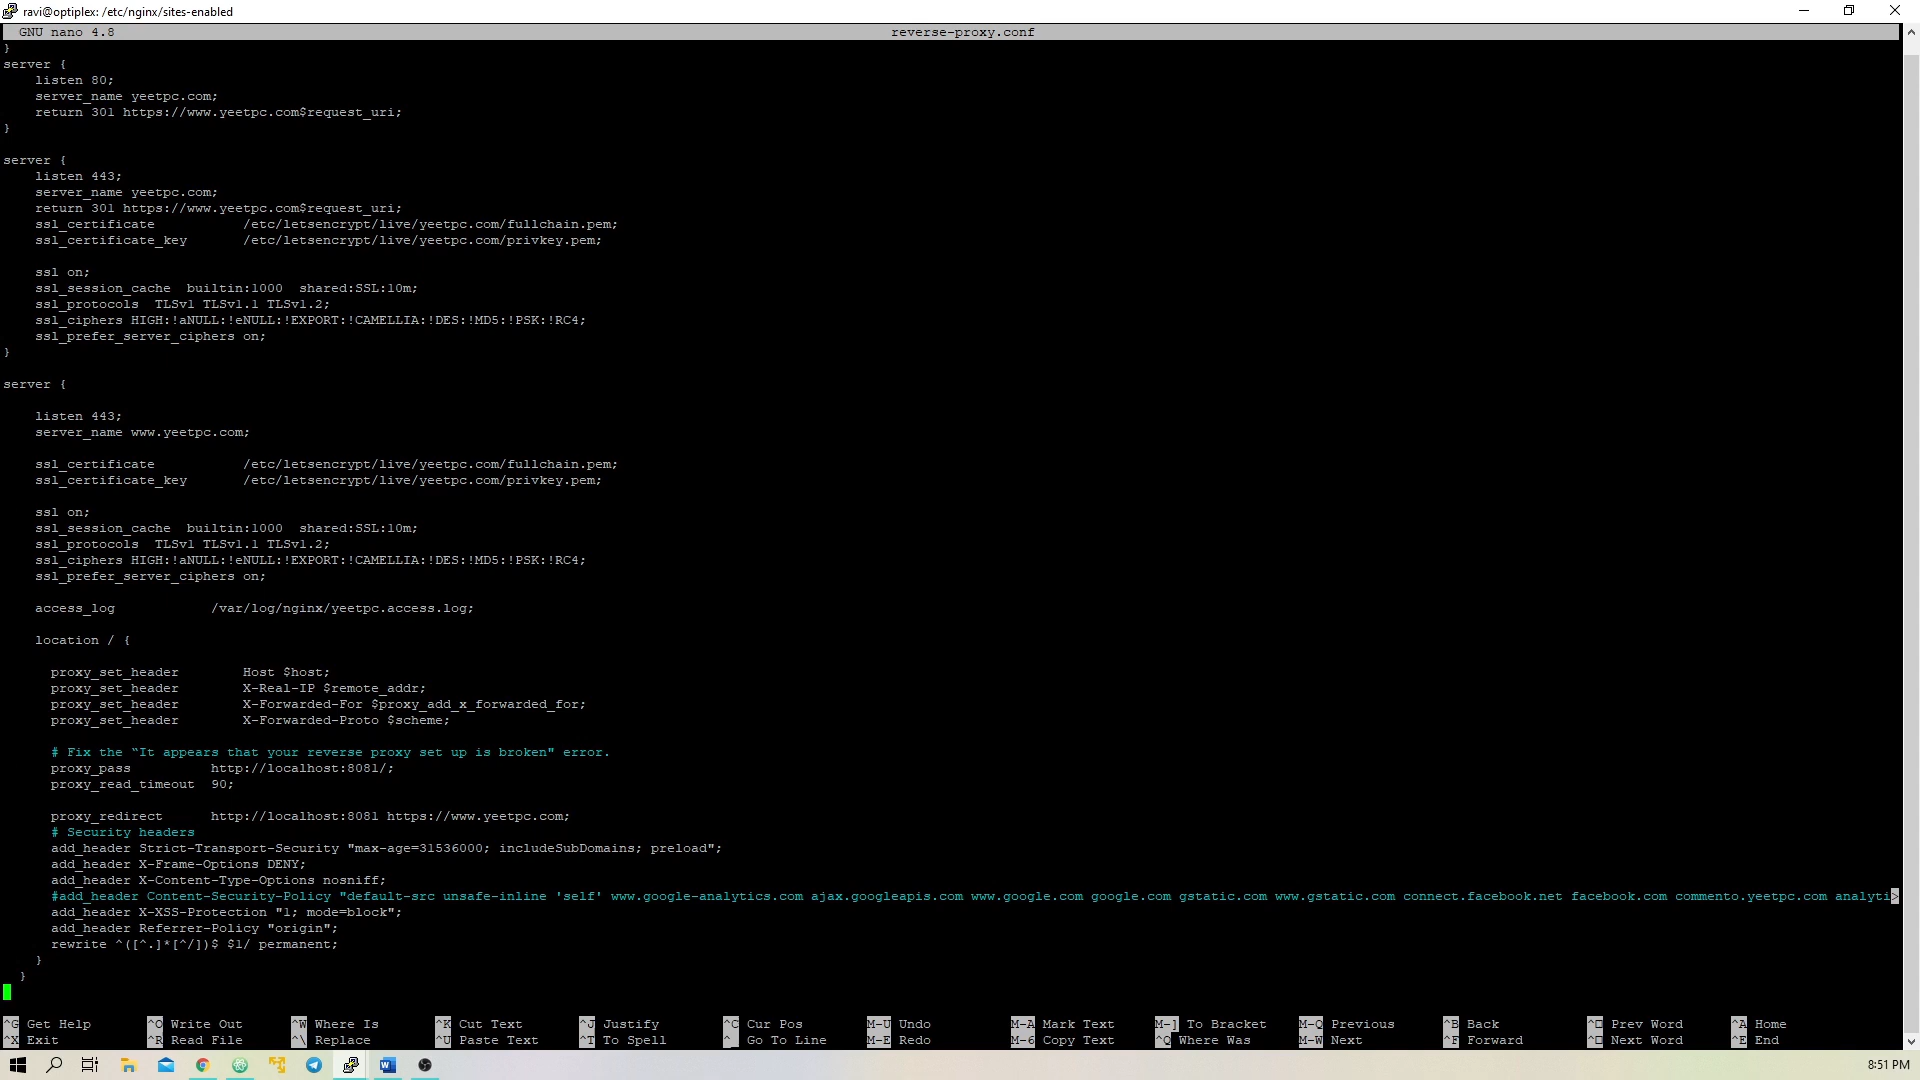 ravi@optiplex: /etc/nginx/sites-enabled
GNU nano 4.8 reverse-proxy.conf
}
server {
listen 80;
server_name yeetpc.com;
return 301 https://www.yeetpc.com$request_uri;
}
server {
listen 443;
server_name yeetpc.com;
return 301 https://www.yeetpc.com$request_uri;
ssl_certificate /etc/letsencrypt/live/yeetpc.com/fullchain.pem;
ssl_certificate_key /etc/letsencrypt/live/yeetpc.com/privkey.pem;
ssl on;
ssl_session_cache builtin:1000 shared:SSL:10m;
ssl_protocols TLSv1 TLSv1.1 TLSv1.2;
ssl_ciphers HIGH:!aNULL:!eNULL:!EXPORT:!CAMELLIA:!DES:!MD5:!PSK:!RC4;
ssl_prefer_server_ciphers on;
}
server {
listen 443;
server_name www.yeetpc.com;
ssl_certificate /etc/letsencrypt/live/yeetpc.com/fullchain.pem;
ssl_certificate_key /etc/letsencrypt/live/yeetpc.com/privkey.pem;
ssl on;
ssl_session_cache builtin:1000 shared:SSL:10m;
ssl_protocols TLSv1 TLSv1.1 TLSv1.2;
ssl_ciphers HIGH:!aNULL:!eNULL:!EXPORT:!CAMELLIA:!DES:!MD5:!PSK:!RC4;
ssl_prefer_server_ciphers on;
access_log /var/log/nginx/yeetpc.access.log;
location / {
proxy_set_header Host $host;
proxy_set_header X-Real-IP $remote_addr;
proxy_set_header X-Forwarded-For $proxy_add_x_forwarded_for;
proxy_set_header X-Forwarded-Proto $scheme;
# Fix the “It appears that your reverse proxy set up is broken" error.
proxy_pass http://localhost:8081/;
proxy_read_timeout 90;
proxy_redirect http://localhost:8081 https://www.yeetpc.com;
# Security headers
add_header Strict-Transport-Security "max-age=31536000; includeSubDomains; preload";
add_header X-Frame-Options DENY;
add_header X-Content-Type-Options nosniff;
#add_header Content-Security-Policy "default-src unsafe-inline 'self' www.google-analytics.com ajax.googleapis.com www.google.com google.com gstatic.com www.gstatic.com connect.facebook.net facebook.com commento.yeetpc.com analyti>
add_header X-XSS-Protection "1; mode=block";
add_header Referrer-Policy "origin";
rewrite ^([^.]*[^/])$ $1/ permanent;
}
}
^G Get Help ^O Write Out ^W Where Is ^K Cut Text ^J Justify ^C Cur Pos M-U Undo M-A Mark Text M-] To Bracket M-Q Previous ^B Back ^□ Prev Word ^A Home
^X Exit ^R Read File ^\ Replace ^U Paste Text ^T To Spell ^_ Go To Line M-E Redo M-6 Copy Text ^Q Where Was M-W Next ^F Forward ^□ Next Word ^E End
8:51 PM